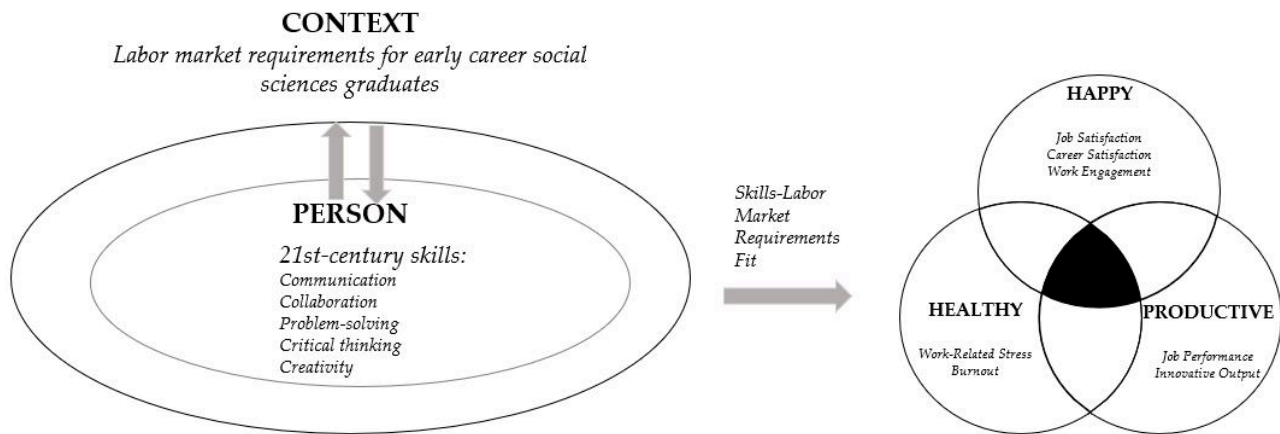 CONTEXT
Labor market requirements for early career social
sciences graduates
PERSON
21st-century skills:
Communication
Collaboration
Problem-solving
Critical thinking
Creativity
Skills-Labor
Market
Requirements
Fit
HAPPY
Job Satisfaction
Career Satisfaction
Work Engagement
HEALTHY
Work-Related Stress
Burnout
PRODUCTIVE
Job Performance
Innovative Output